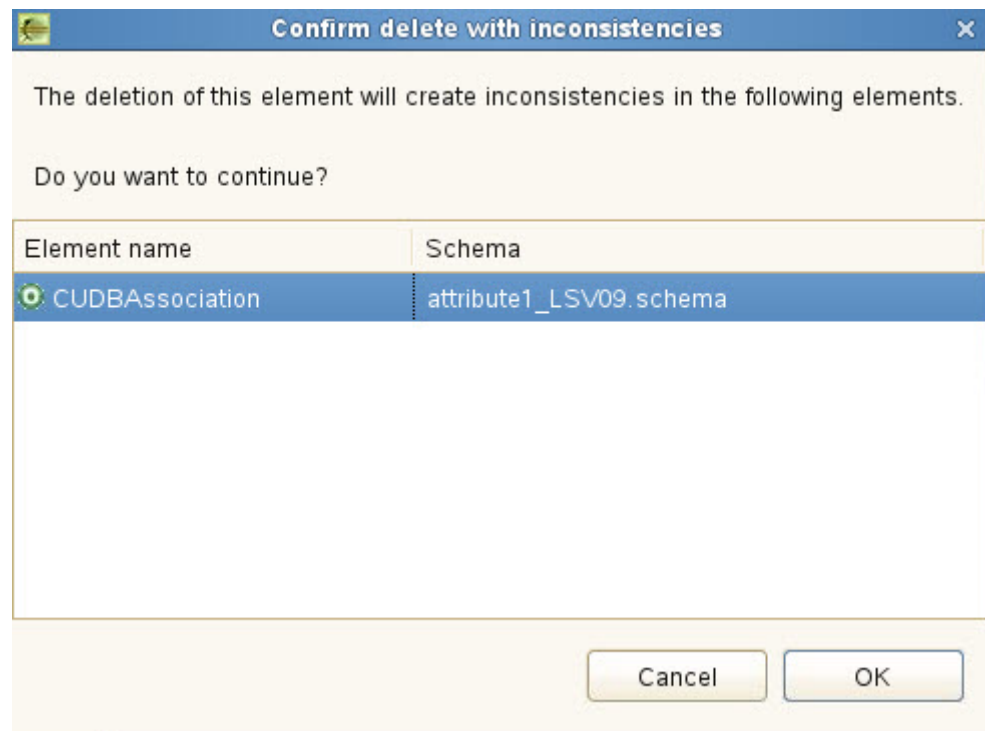 Confirm delete with inconsistencies
The deletion of this element will create inconsistencies in the following elements.
Do you want to continue?
Element name Schema
CUDBAssociation attribute1_LSV09.schema
Cancel OK